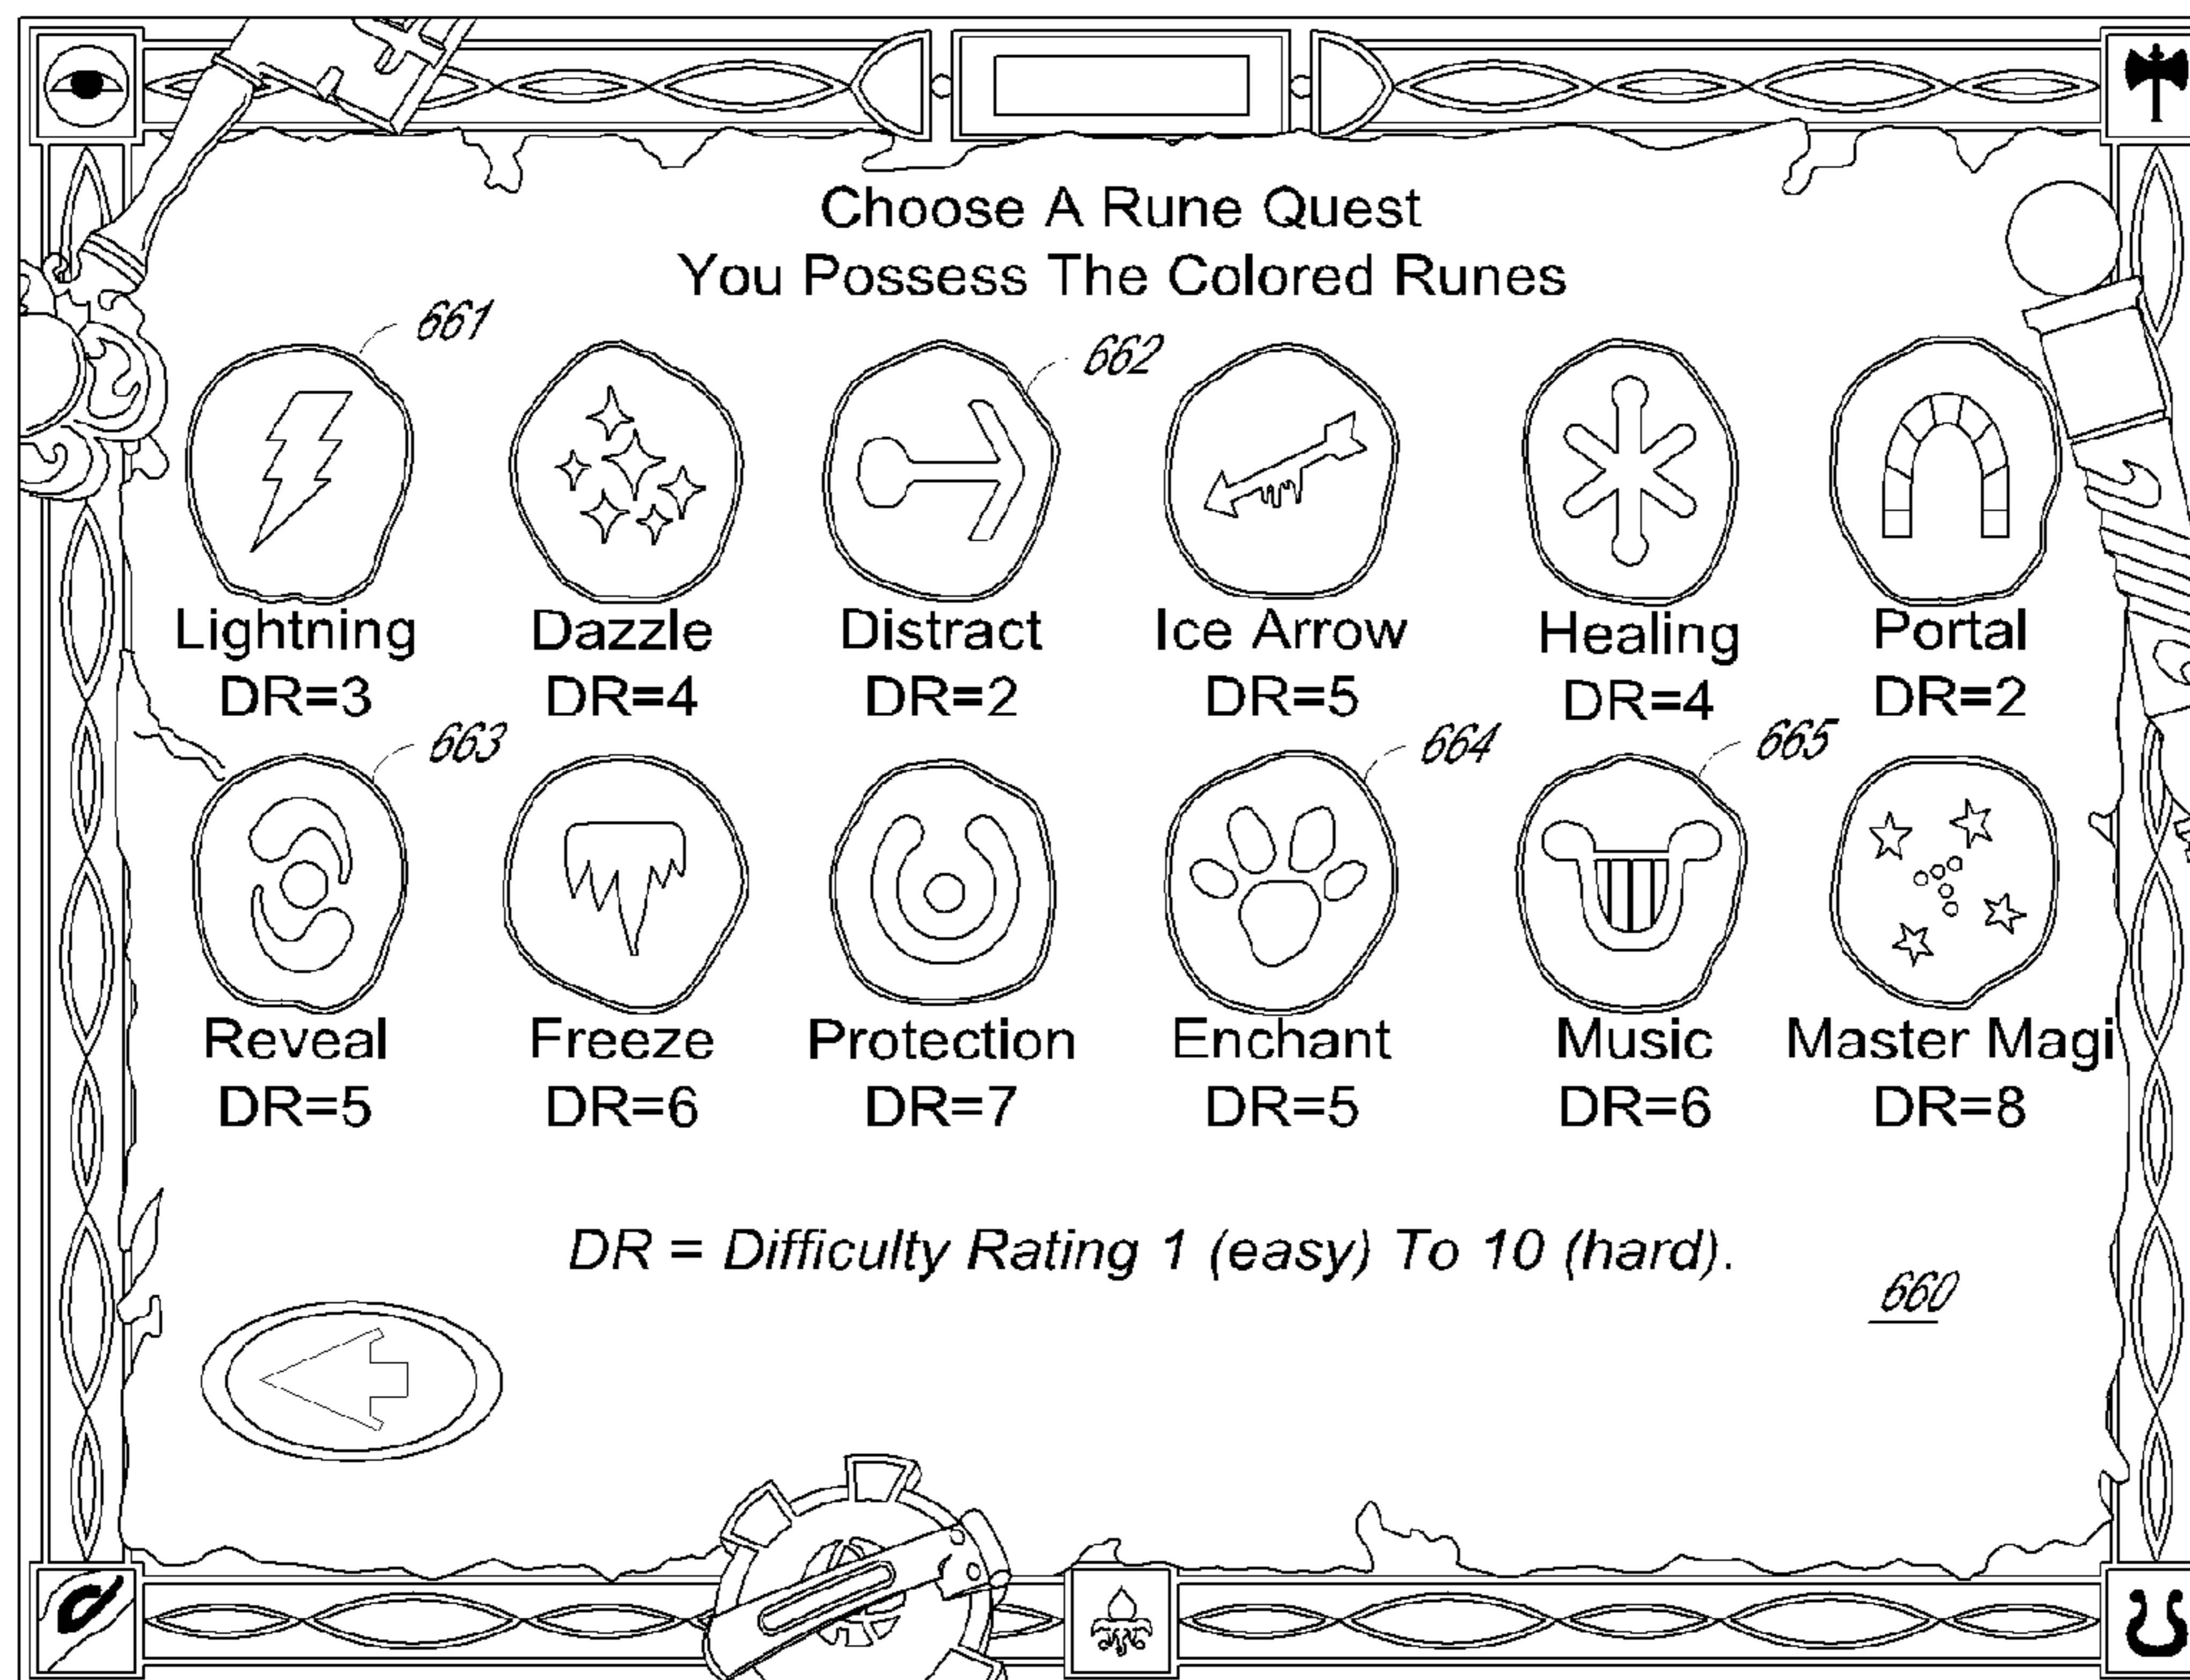 Choose A Rune Quest
You Possess The Colored Runes
661
662
Lightning Dazzle Distract Ice Arrow Healing Portal
DR=3 DR=4 DR=2 DR=5 DR=4 DR=2
663 664 665
Reveal Freeze Protection Enchant Music Master Magi
DR=5 DR=6 DR=7 DR=5 DR=6 DR=8
DR = Difficulty Rating 1 (easy) To 10 (hard).
660